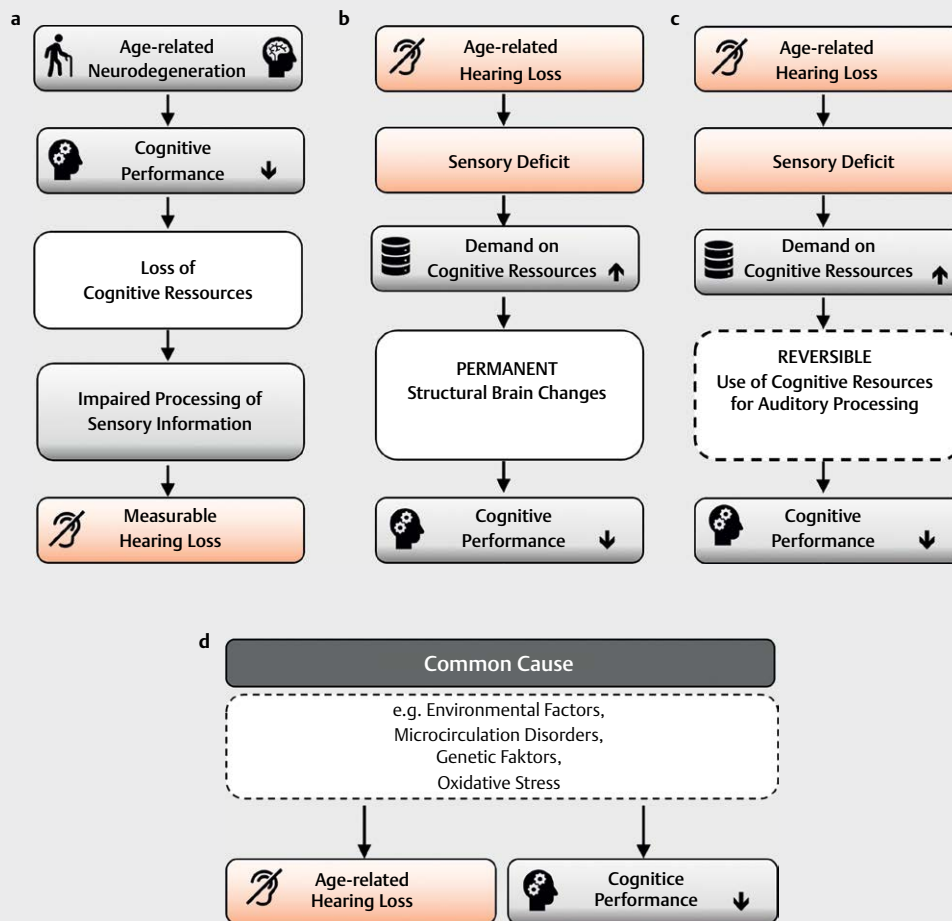 a
Age-related
Neurodegeneration
Cognitive
Performance
Loss of
Cognitive Ressources
Impaired Processing of
Sensory Information
Measurable
Hearing Loss
b
Age-related
Hearing Loss
Sensory Deficit
Demand on
Cognitive Ressources
PERMANENT
Structural Brain Changes
Cognitive
Performance
c
Age-related
Hearing Loss
Sensory Deficit
Demand on
Cognitive Ressources
REVERSIBLE
Use of Cognitive Resources
for Auditory Processing
Cognitive
Performance
d
Common Cause
e.g. Environmental Factors,
Microcirculation Disorders,
Genetic Faktors,
Oxidative Stress
Age-related
Hearing Loss
Cognitice
Performance